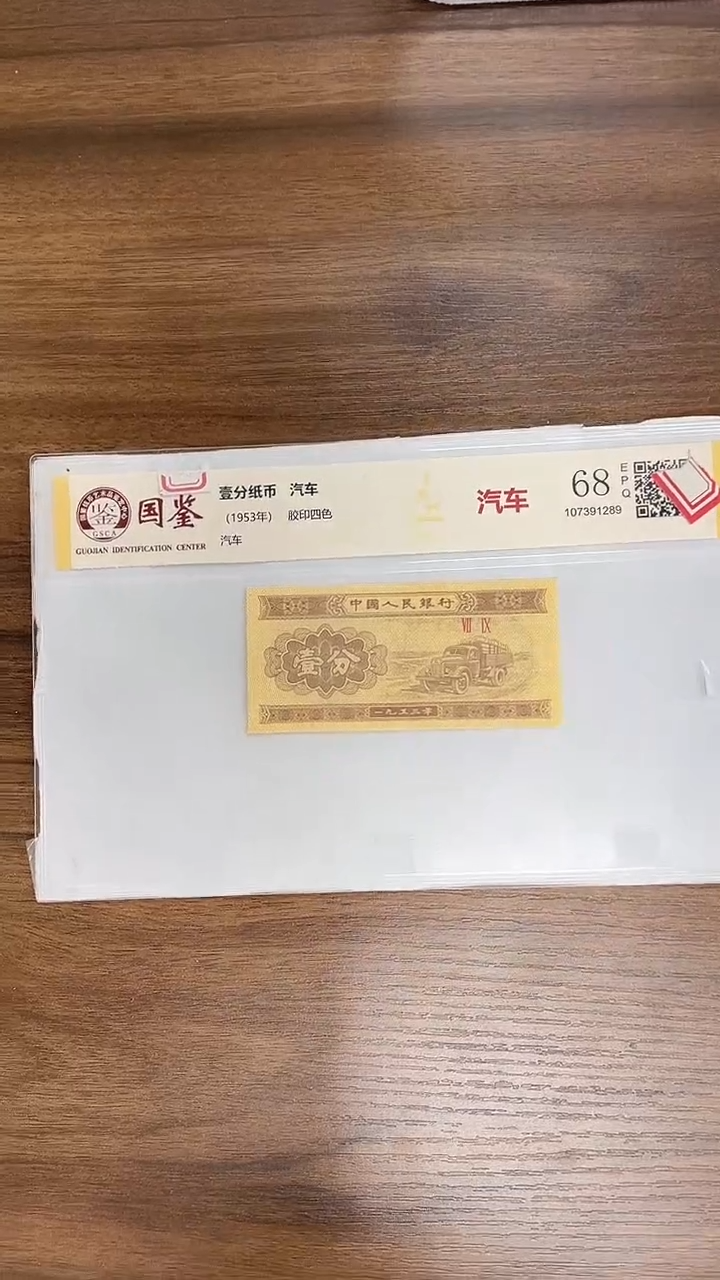 国鉴
鉴
GSCA
GUOJIAN IDENTIFICATION CENTER
壹分纸币 汽车
(1953年) 胶印四色
汽车
汽车
68
EPQ
107391289
中國人民銀行
VII IX
壹分
一九五三年